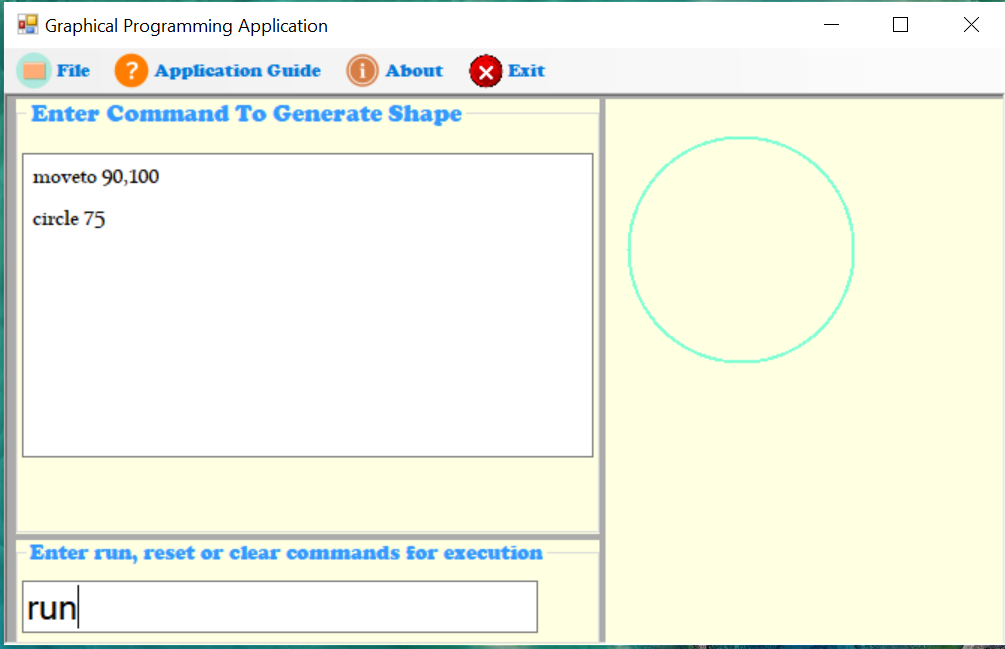 Graphical Programming Application
File Application Guide About Exit
Enter Command To Generate Shape
moveto 90,100
circle 75
Enter run, reset or clear commands for execution
run